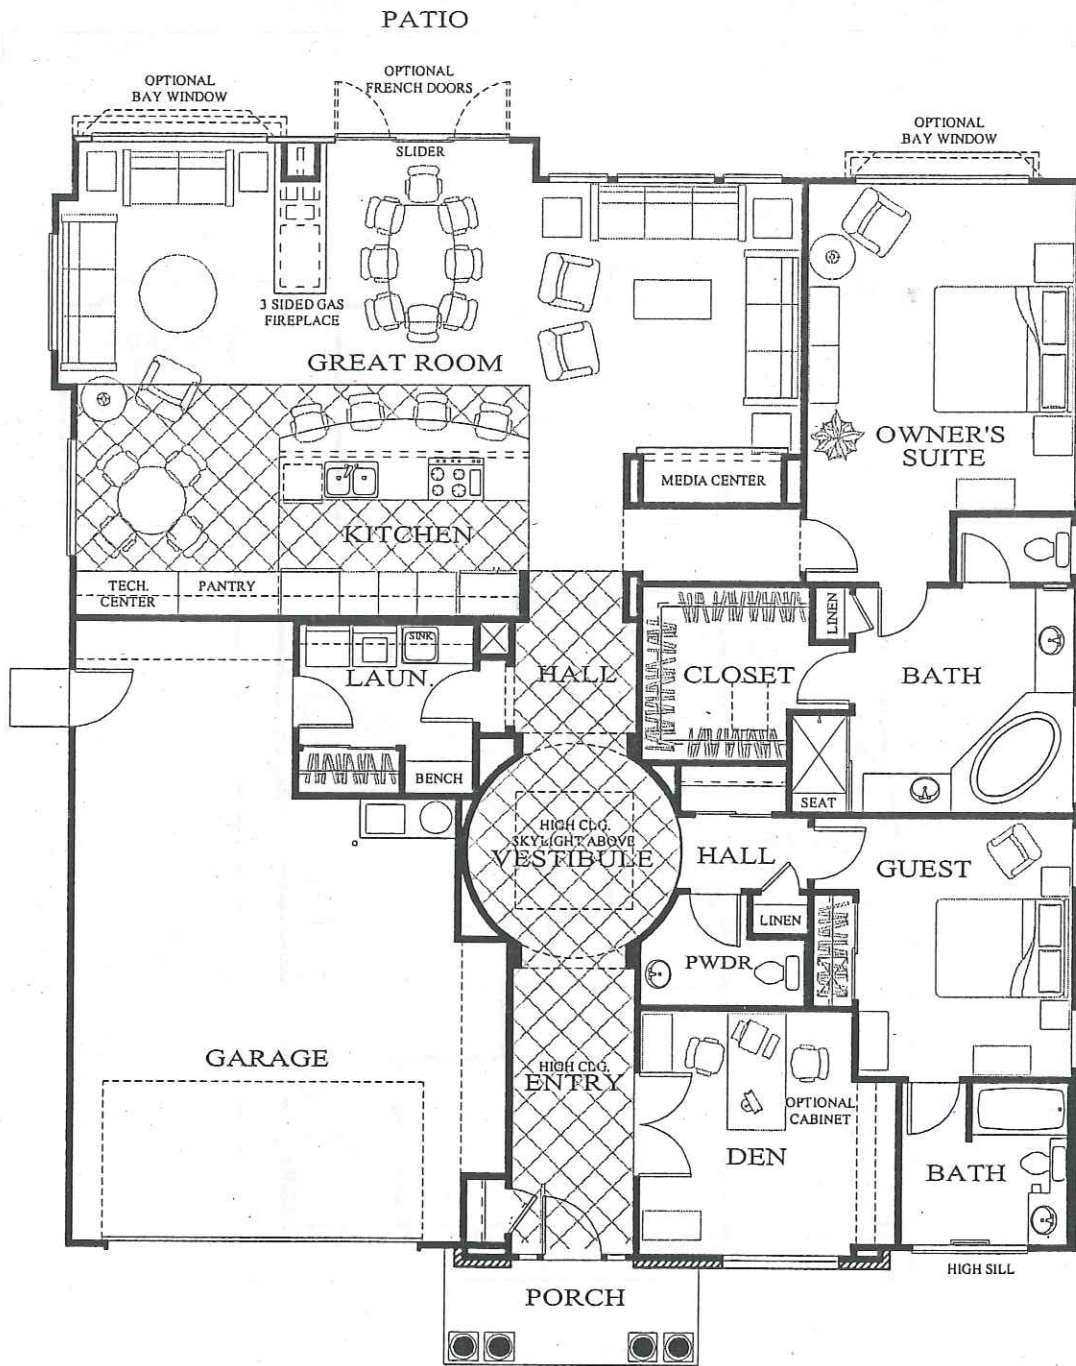 PATIO
OPTIONAL
BAY WINDOW
OPTIONAL
FRENCH DOORS
OPTIONAL
BAY WINDOW
SLIDER
3 SIDED GAS
FIREPLACE
GREAT ROOM
OWNER'S
SUITE
MEDIA CENTER
KITCHEN
TECH.
CENTER
PANTRY
LINEN
SINK
LAUN.
HALL
CLOSET
BATH
BENCH
SEAT
HIGH CLG.
SKYLIGHT ABOVE
VESTIBULE
HALL
GUEST
LINEN
PWDR.
GARAGE
HIGH CLG.
ENTRY
OPTIONAL
CABINET
DEN
BATH
HIGH SILL
PORCH